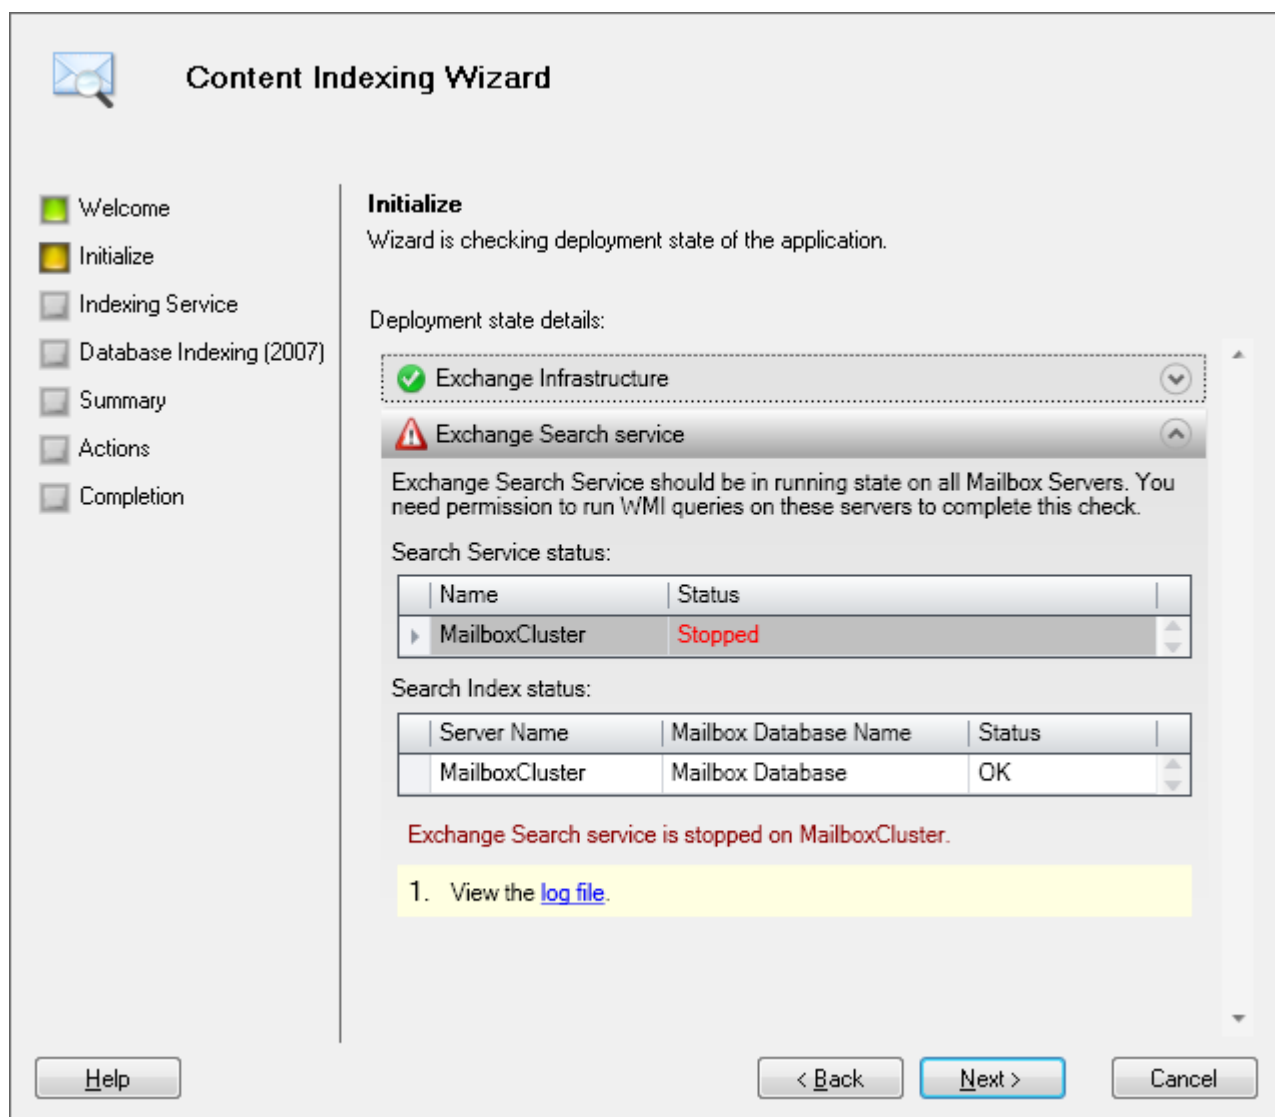 Content Indexing Wizard
Welcome
Initialize
Indexing Service
Database Indexing (2007)
Summary
Actions
Completion
Initialize
Wizard is checking deployment state of the application.
Deployment state details:
Exchange Infrastructure
Exchange Search service
Exchange Search Service should be in running state on all Mailbox Servers. You
need permission to run WMI queries on these servers to complete this check.
Search Service status:
Name Status
MailboxCluster Stopped
Search Index status:
Server Name Mailbox Database Name Status
MailboxCluster Mailbox Database OK
Exchange Search service is stopped on MailboxCluster.
1. View the log file.
Help < Back Next > Cancel